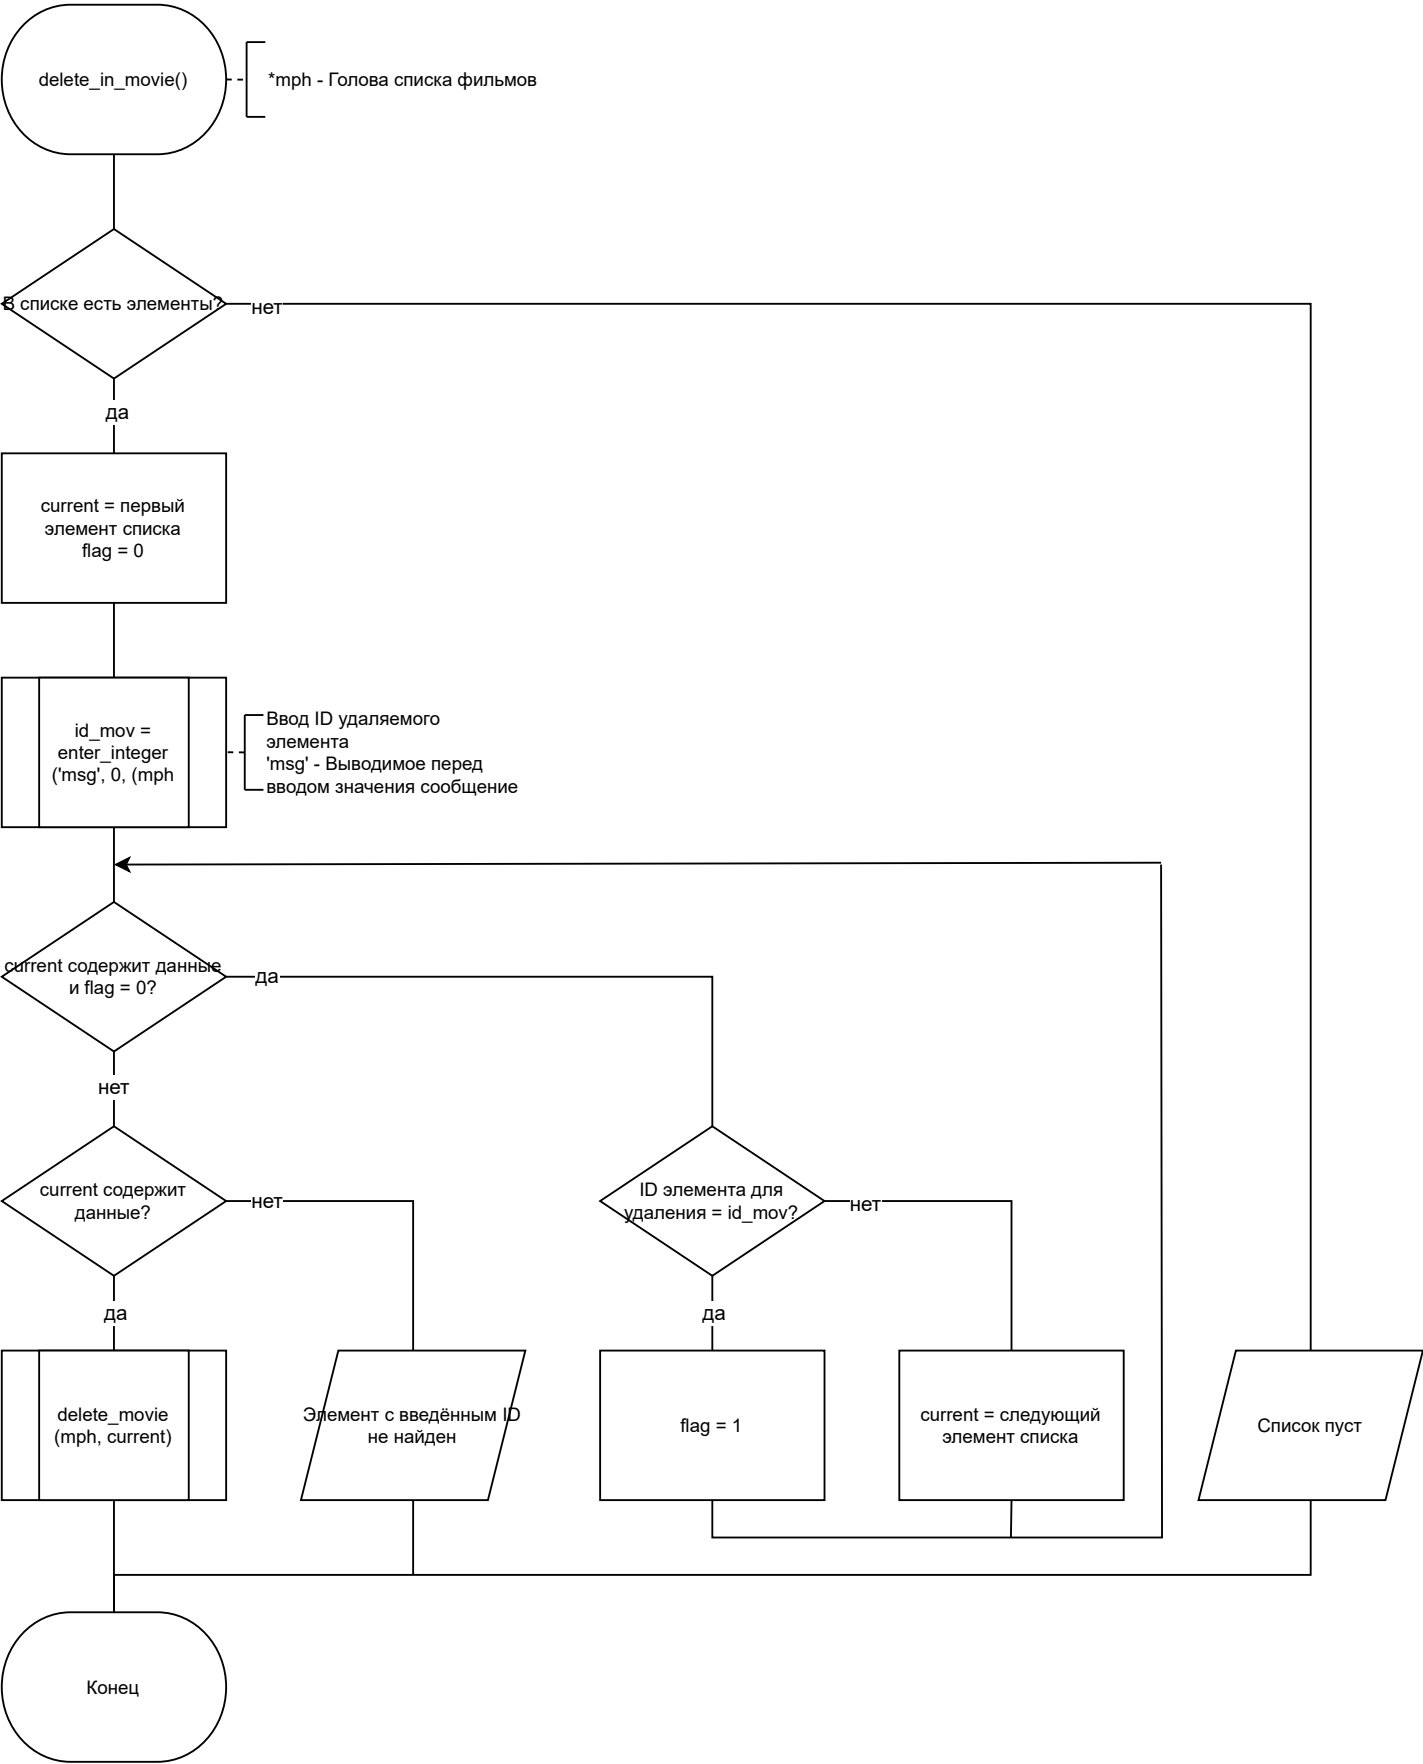 delete_in_movie()
*mph - Голова списка фильмов
В списке есть элементы?
нет
да
current = первый
элемент списка
flag = 0
id_mov =
enter_integer
('msg', 0, (mph
Ввод ID удаляемого
элемента
'msg' - Выводимое перед
вводом значения сообщение
current содержит данные
и flag = 0?
да
нет
current содержит
данные?
нет
ID элемента для
удаления = id_mov?
нет
да
да
delete_movie
(mph, current)
Элемент с введённым ID
не найден
flag = 1
current = следующий
элемент списка
Список пуст
Конец